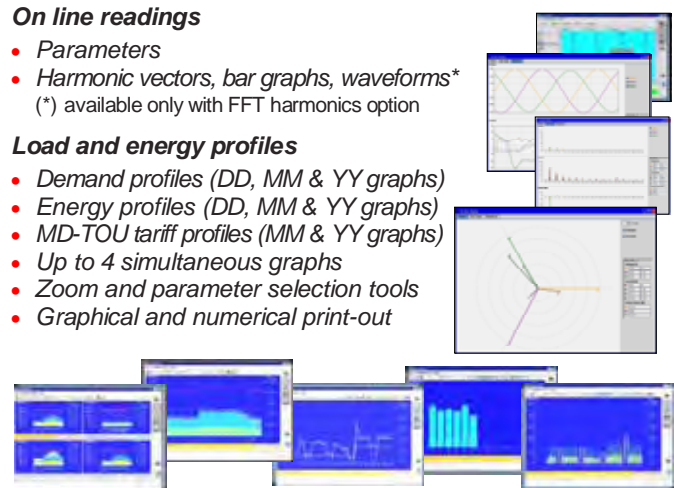 On line readings
• Parameters
• Harmonic vectors, bar graphs, waveforms*
(*) available only with FFT harmonics option
Load and energy profiles
• Demand profiles (DD, MM & YY graphs)
• Energy profiles (DD, MM & YY graphs)
• MD-TOU tariff profiles (MM & YY graphs)
• Up to 4 simultaneous graphs
• Zoom and parameter selection tools
• Graphical and numerical print-out